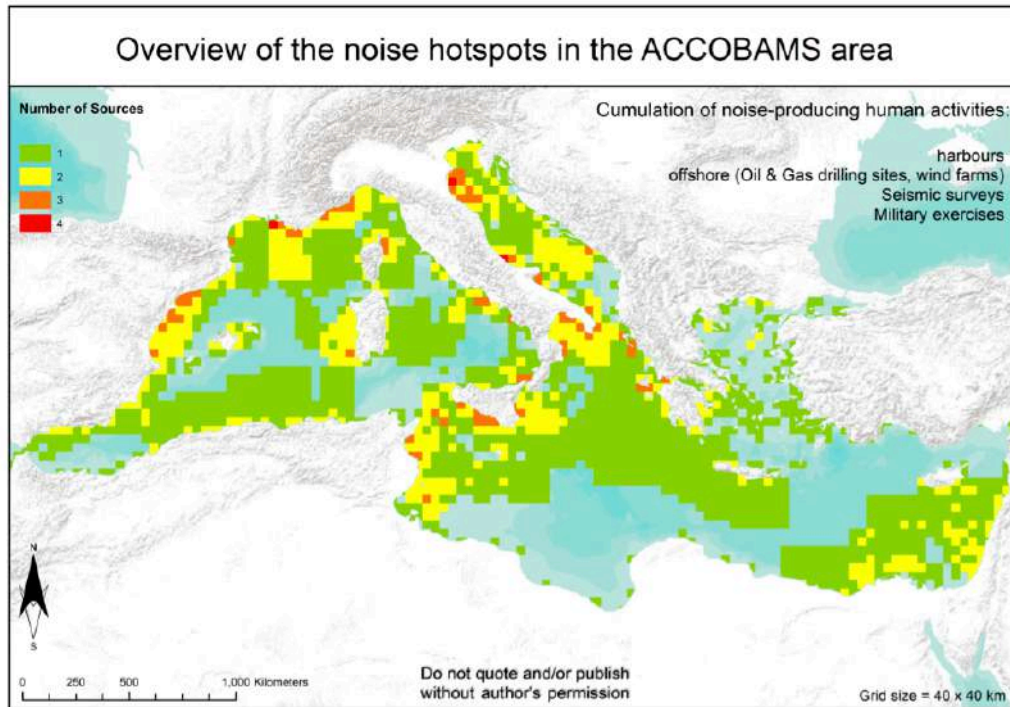 Overview of the noise hotspots in the ACCOBAMS area
Number of Sources
1
2
3
4
Cumulation of noise-producing human activities:
harbours
offshore (Oil & Gas drilling sites, wind farms)
Seismic surveys
Military exercises
N
S
0 250 500 1,000 Kilometers
Do not quote and/or publish
without author's permission
Grid size = 40 x 40 km